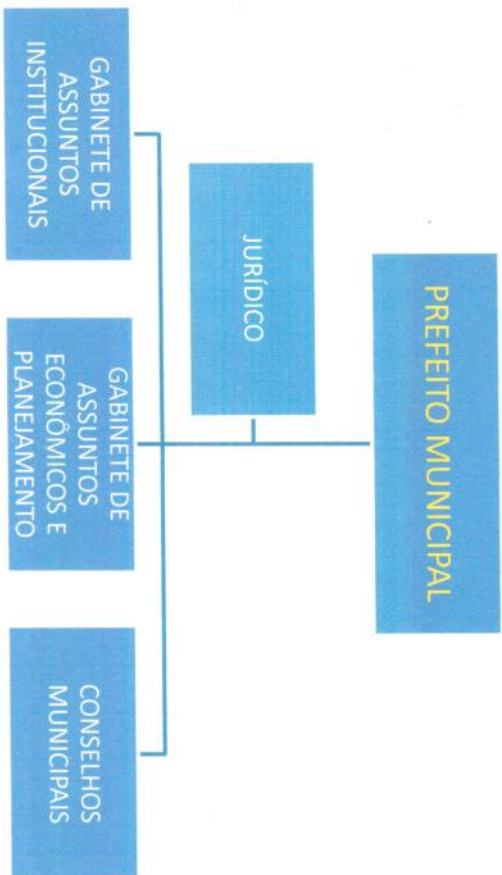 PREFEITO MUNICIPAL
JURÍDICO
GABINETE DE
ASSUNTOS
INSTITUCIONAIS
GABINETE DE
ASSUNTOS
ECONÔMICOS E
PLANEJAMENTO
CONSELHOS
MUNICIPAIS